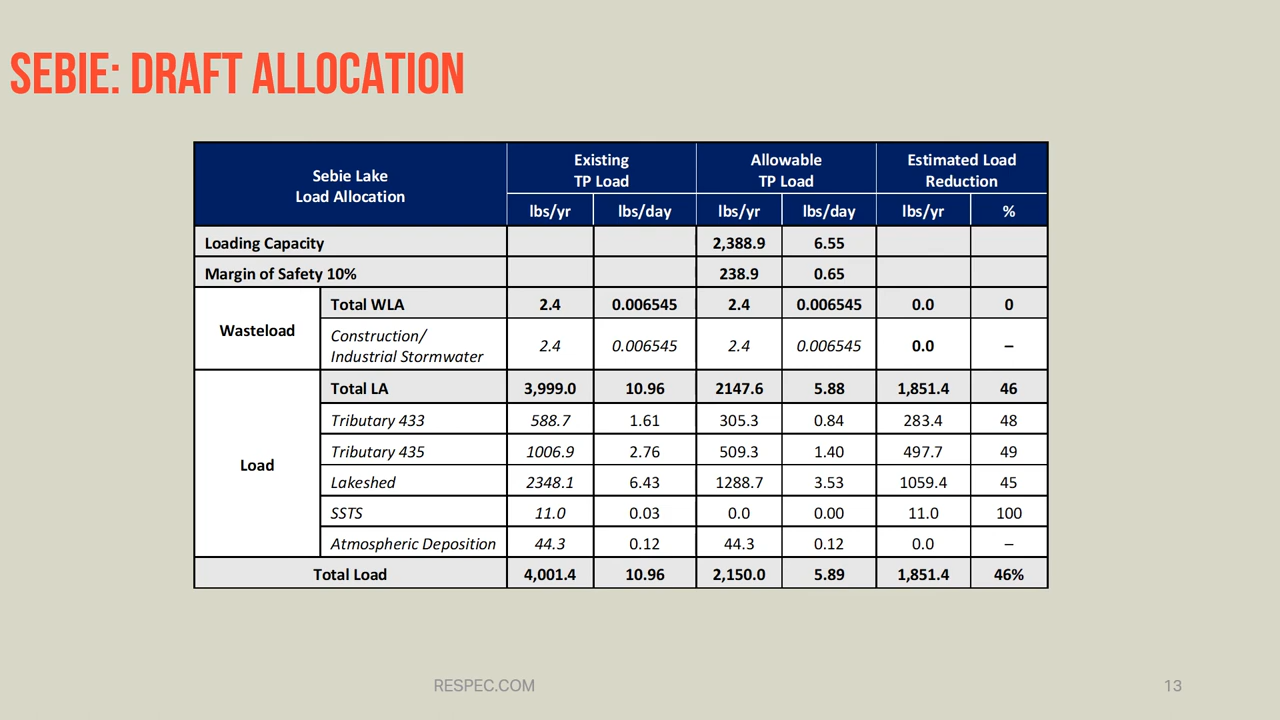 SEBIE: DRAFT ALLOCATION
Sebie Lake
Load Allocation
Existing
TP Load
Allowable
TP Load
Estimated Load
Reduction
lbs/yr lbs/day lbs/yr lbs/day lbs/yr %
Loading Capacity 2,388.9 6.55
Margin of Safety 10% 238.9 0.65
Wasteload
Total WLA 2.4 0.006545 2.4 0.006545 0.0 0
Construction/
Industrial Stormwater 2.4 0.006545 2.4 0.006545 0.0 –
Load
Total LA 3,999.0 10.96 2147.6 5.88 1,851.4 46
Tributary 433 588.7 1.61 305.3 0.84 283.4 48
Tributary 435 1006.9 2.76 509.3 1.40 497.7 49
Lakeshed 2348.1 6.43 1288.7 3.53 1059.4 45
SSTS 11.0 0.03 0.0 0.00 11.0 100
Atmospheric Deposition 44.3 0.12 44.3 0.12 0.0 –
Total Load 4,001.4 10.96 2,150.0 5.89 1,851.4 46%
RESPEC.COM
13